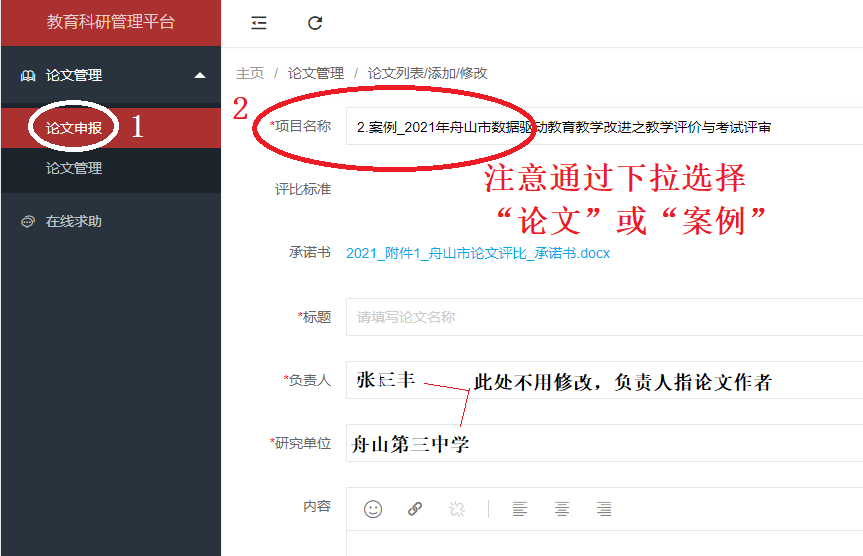 教育科研管理平台
论文管理
论文申报
1
论文管理
在线求助
主页 / 论文管理 / 论文列表/添加/修改
2
*项目名称
2.案例_2021年舟山市数据驱动教育教学改进之教学评价与考试评审
注意通过下拉选择
“论文”或“案例”
评比标准
承诺书
2021_附件1_舟山市论文评比_承诺书.docx
*标题
请填写论文名称
*负责人
张三丰
此处不用修改，负责人指论文作者
*研究单位
舟山第三中学
内容